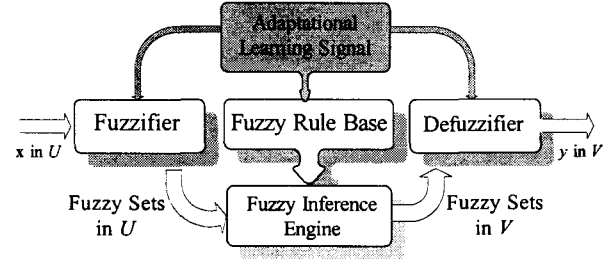 Adaptational
Learning Signal
Fuzzifier
Fuzzy Rule Base
Defuzzifier
x in U
y in V
Fuzzy Sets
in U
Fuzzy Inference
Engine
Fuzzy Sets
in V